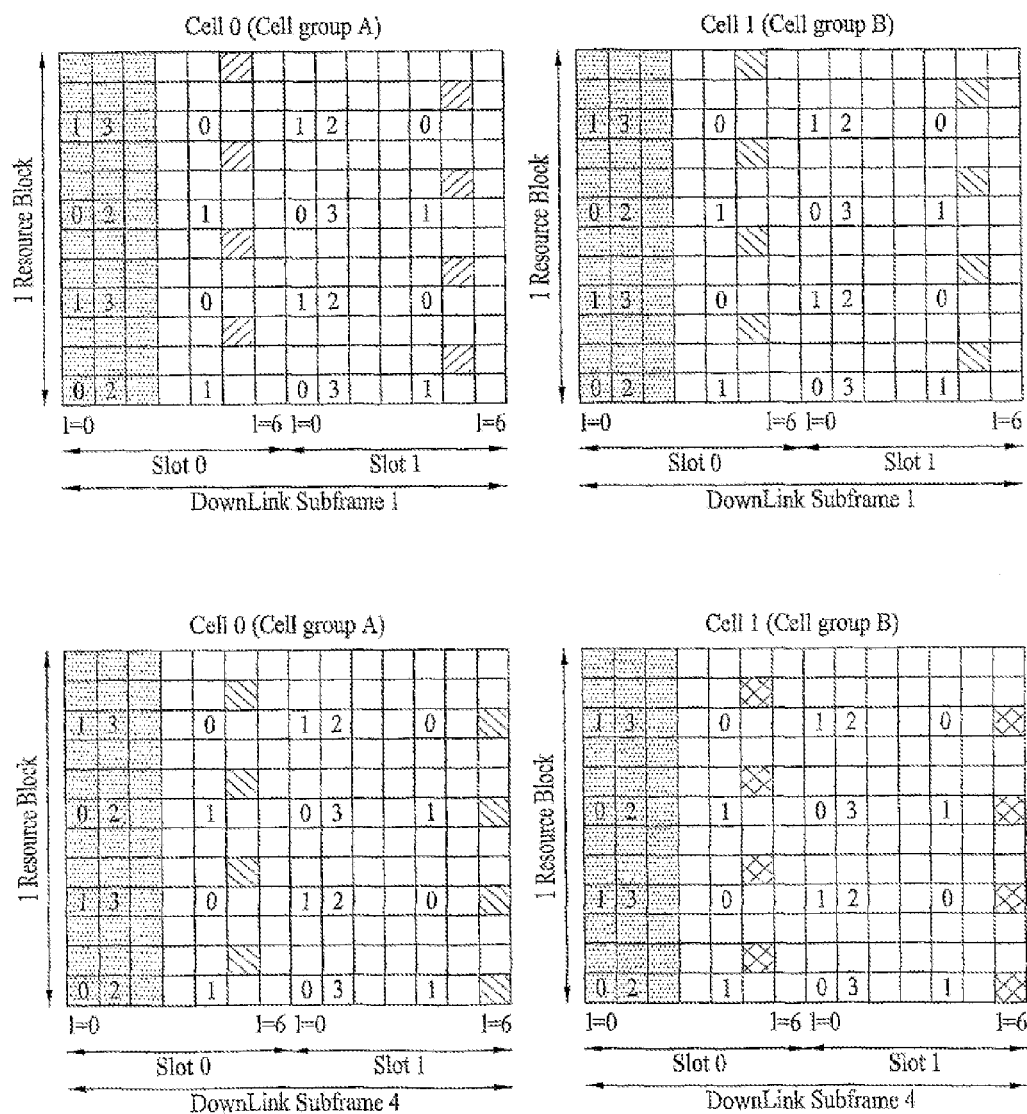 Cell 0 (Cell group A)
1 Resource Block
1 3 0 1 2 0
0 2 1 0 3 1
1 3 0 1 2 0
0 2 1 0 3 1
l=0 l=6 l=0 l=6
Slot 0 Slot 1
DownLink Subframe 1
Cell 1 (Cell group B)
1 Resource Block
1 3 0 1 2 0
0 2 1 0 3 1
1 3 0 1 2 0
0 2 1 0 3 1
l=0 l=6 l=0 l=6
Slot 0 Slot 1
DownLink Subframe 1
Cell 0 (Cell group A)
1 Resource Block
1 3 0 1 2 0
0 2 1 0 3 1
1 3 0 1 2 0
0 2 1 0 3 1
l=0 l=6 l=0 l=6
Slot 0 Slot 1
DownLink Subframe 4
Cell 1 (Cell group B)
1 Resource Block
1 3 0 1 2 0
0 2 1 0 3 1
1 3 0 1 2 0
0 2 1 0 3 1
l=0 l=6 l=0 l=6
Slot 0 Slot 1
DownLink Subframe 4